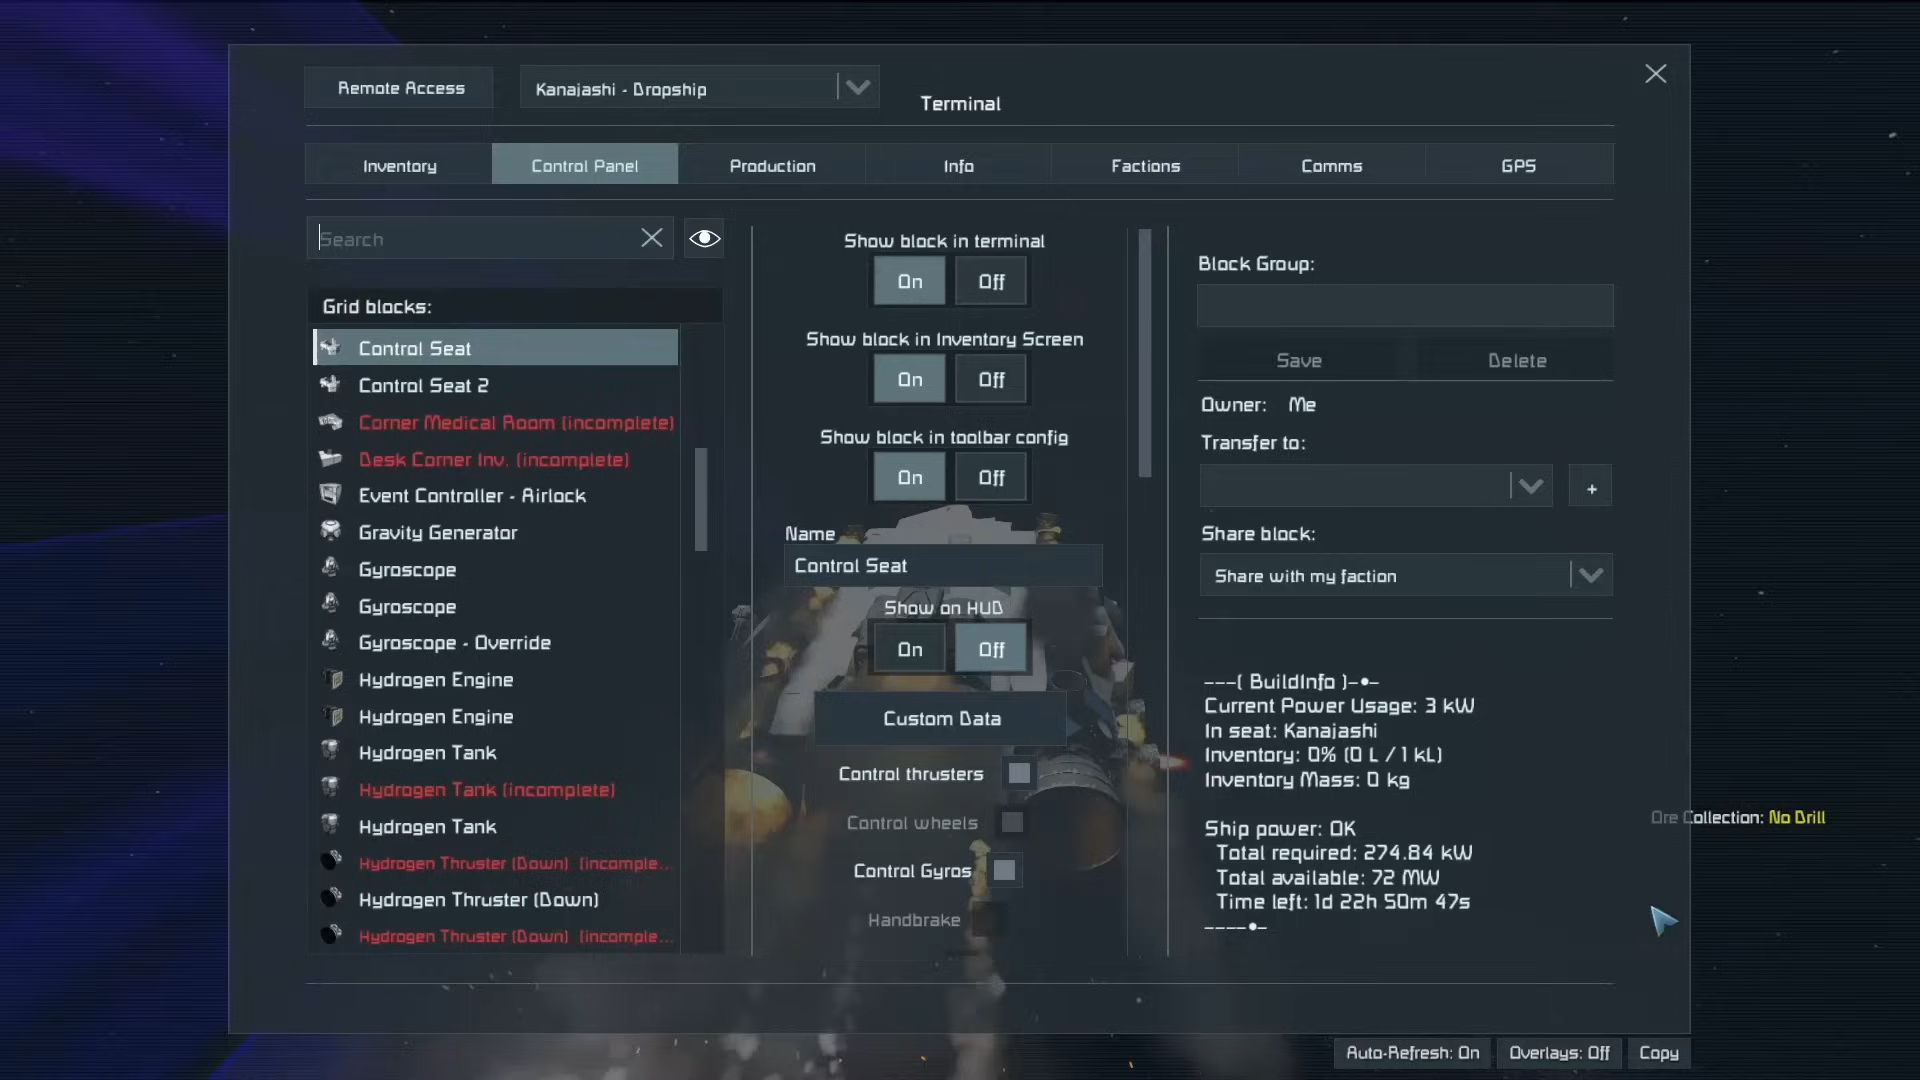 Remote Access
Kanajashi - Dropship
Terminal
Inventory
Control Panel
Production
Info
Factions
Comms
GPS
Search
Grid blocks:
Control Seat
Control Seat 2
Corner Medical Room (incomplete)
Desk Corner Inv. (incomplete)
Event Controller - Airlock
Gravity Generator
Gyroscope
Gyroscope
Gyroscope - Override
Hydrogen Engine
Hydrogen Engine
Hydrogen Tank
Hydrogen Tank (incomplete)
Hydrogen Tank
Hydrogen Thruster (Down) (incomple...
Hydrogen Thruster (Down)
Hydrogen Thruster (Down) (incomple...
Show block in terminal
On Off
Show block in Inventory Screen
On Off
Show block in toolbar config
On Off
Name
Control Seat
Show on HUD
On Off
Custom Data
Control thrusters
Control wheels
Control Gyros
Handbrake
Block Group:
Save
Delete
Owner: Me
Transfer to:
+
Share block:
Share with my faction
---( BuildInfo )-•-
Current Power Usage: 3 kW
In seat: Kanajashi
Inventory: 0% (0 L / 1 kL)
Inventory Mass: 0 kg
Ship power: OK
Total required: 274.84 kW
Total available: 72 MW
Time left: 1d 22h 50m 47s
----•-
Ore Collection: No Drill
Auto-Refresh: On
Overlays: Off
Copy